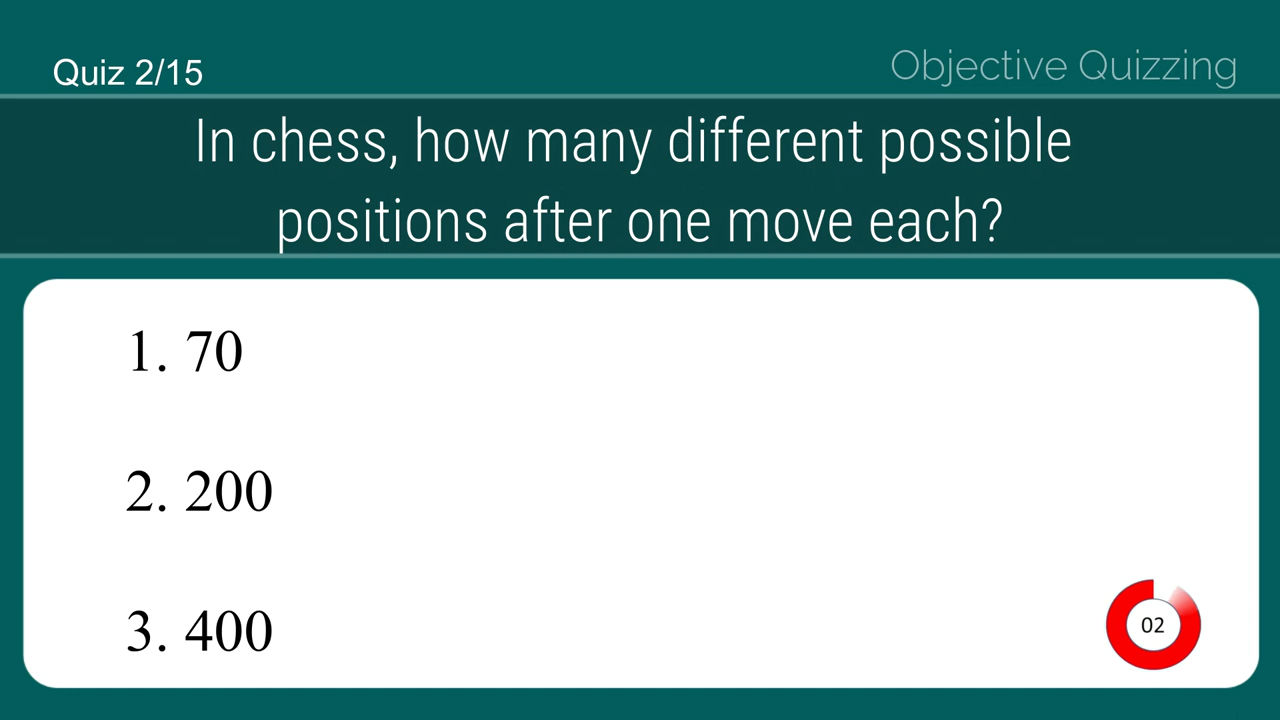 Quiz 2/15
Objective Quizzing
In chess, how many different possible
positions after one move each?
1. 70
2. 200
3. 400
02